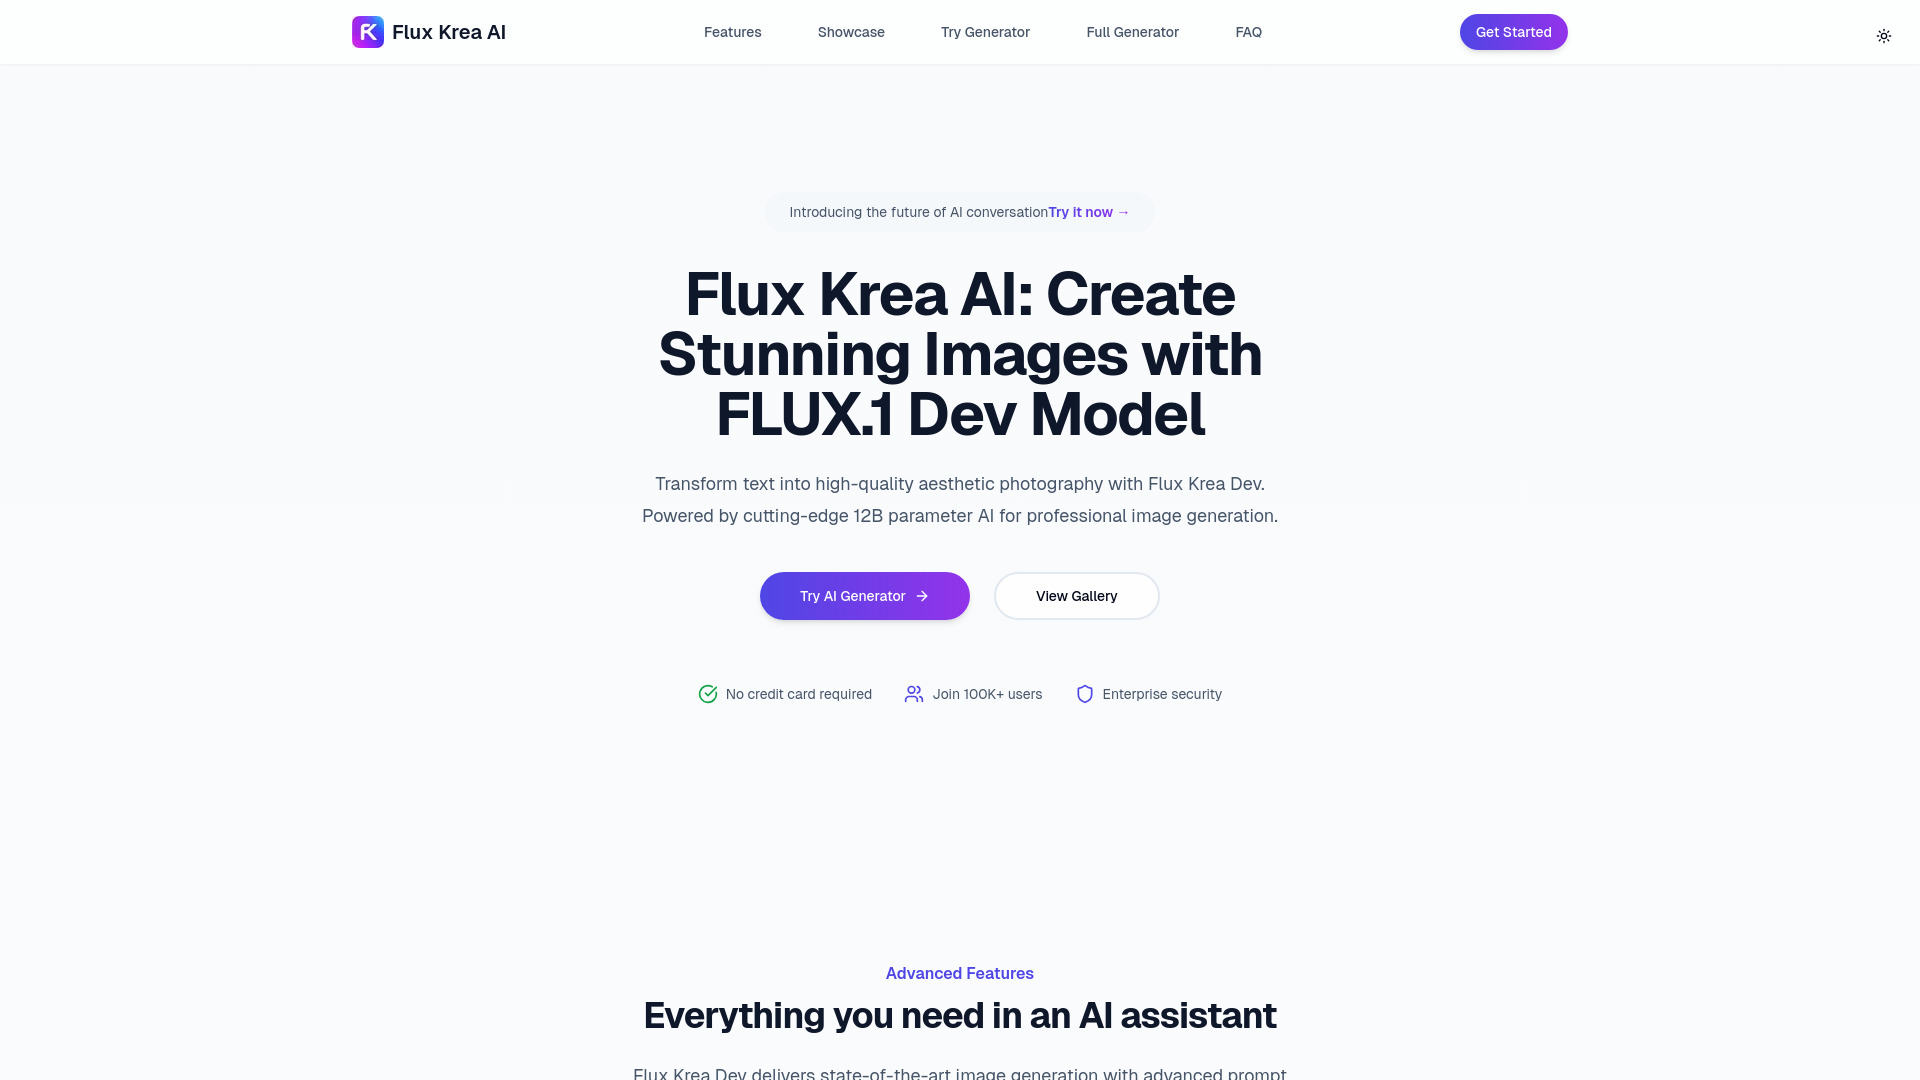 Flux Krea AI
Features
Showcase
Try Generator
Full Generator
FAQ
Get Started
Introducing the future of AI conversationTry it now →
Flux Krea AI: Create
Stunning Images with
FLUX.1 Dev Model
Transform text into high-quality aesthetic photography with Flux Krea Dev.
Powered by cutting-edge 12B parameter AI for professional image generation.
Try AI Generator →
View Gallery
No credit card required
Join 100K+ users
Enterprise security
Advanced Features
Everything you need in an AI assistant
Flux Krea Dev delivers state-of-the-art image generation with advanced prompt